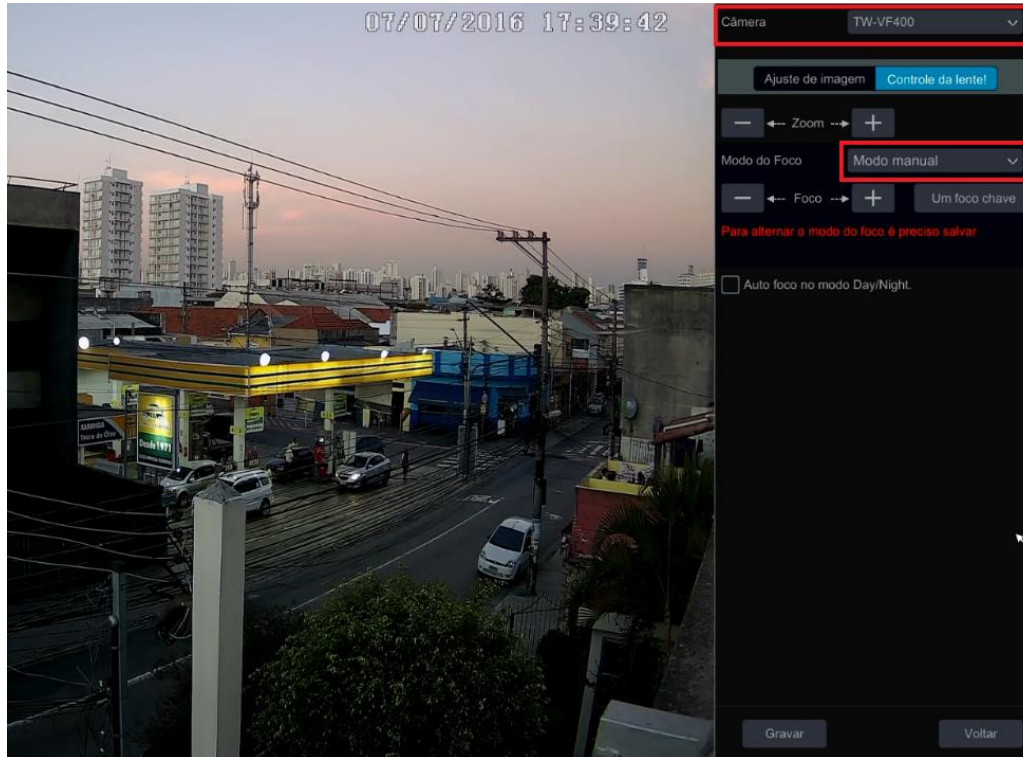 07/07/2016 17:39:42
Câmera TW-VF400
Ajuste de imagem Controle da lente!
Zoom
Modo do Foco Modo manual
Foco Um foco chave
Para alternar o modo do foco é preciso salvar
Auto foco no modo Day/Night.
Desde 1971
Gravar Voltar